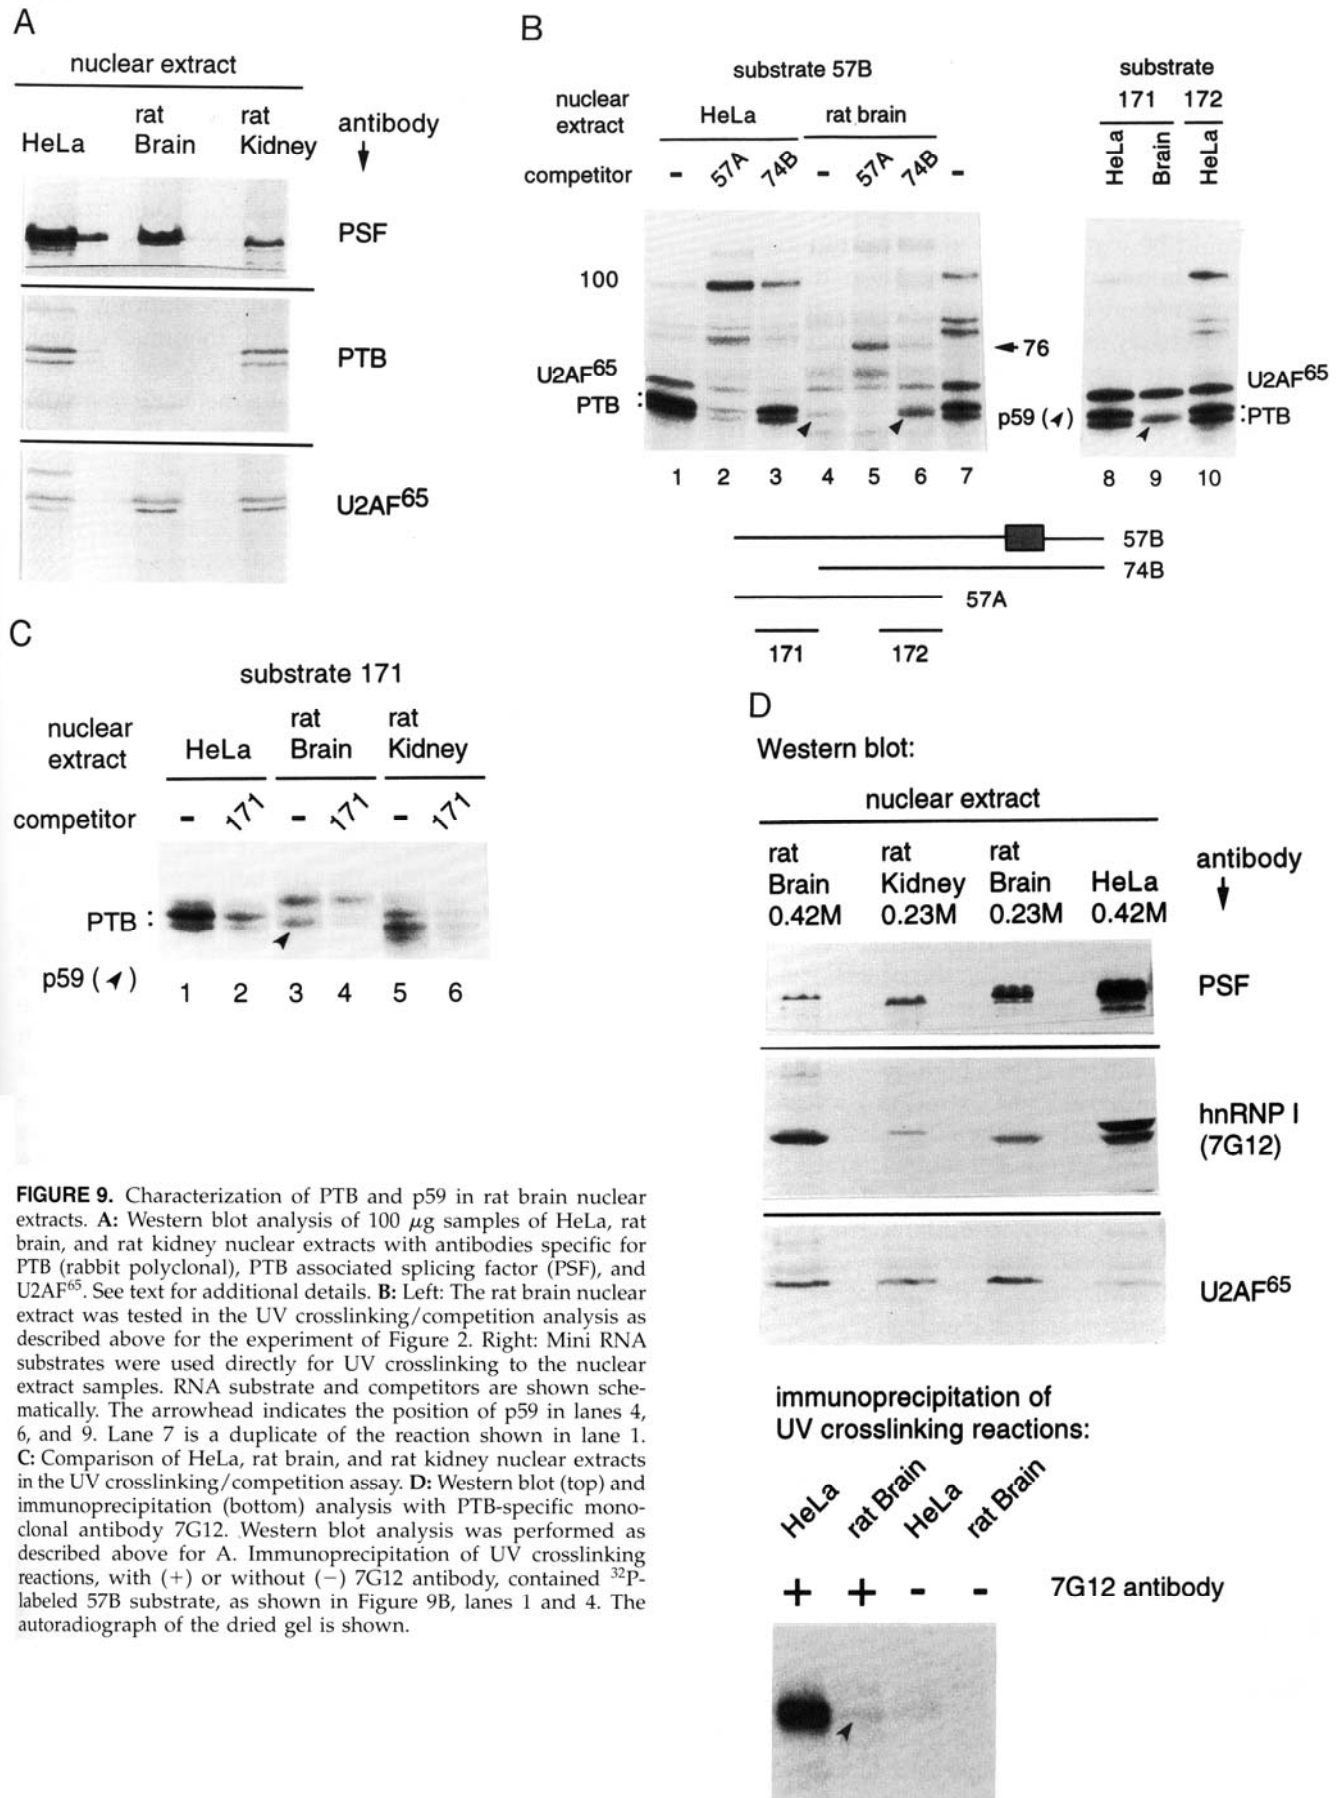 A
nuclear extract
HeLa
rat
Brain
rat
Kidney
antibody
PSF
PTB
U2AF65
B
substrate 57B
nuclear
extract
HeLa
rat brain
competitor
-
57A
74B
-
57A
74B
-
100
U2AF65
PTB :
76
p59 ( )
1 2 3 4 5 6 7
substrate
171 172
HeLa
Brain
HeLa
U2AF65
:PTB
8 9 10
57B
74B
57A
171 172
C
substrate 171
nuclear
extract
HeLa
rat
Brain
rat
Kidney
competitor
- 171 - 171 - 171
PTB :
p59 ( )
1 2 3 4 5 6
D
Western blot:
nuclear extract
rat
Brain
0.42M
rat
Kidney
0.23M
rat
Brain
0.23M
HeLa
0.42M
antibody
PSF
hnRNP I
(7G12)
U2AF65
immunoprecipitation of
UV crosslinking reactions:
HeLa
rat Brain
HeLa
rat Brain
+ + - -
7G12 antibody
FIGURE 9. Characterization of PTB and p59 in rat brain nuclear
extracts. A: Western blot analysis of 100 μg samples of HeLa, rat
brain, and rat kidney nuclear extracts with antibodies specific for
PTB (rabbit polyclonal), PTB associated splicing factor (PSF), and
U2AF65. See text for additional details. B: Left: The rat brain nuclear
extract was tested in the UV crosslinking/competition analysis as
described above for the experiment of Figure 2. Right: Mini RNA
substrates were used directly for UV crosslinking to the nuclear
extract samples. RNA substrate and competitors are shown sche-
matically. The arrowhead indicates the position of p59 in lanes 4,
6, and 9. Lane 7 is a duplicate of the reaction shown in lane 1.
C: Comparison of HeLa, rat brain, and rat kidney nuclear extracts
in the UV crosslinking/competition assay. D: Western blot (top) and
immunoprecipitation (bottom) analysis with PTB-specific mono-
clonal antibody 7G12. Western blot analysis was performed as
described above for A. Immunoprecipitation of UV crosslinking
reactions, with (+) or without (−) 7G12 antibody, contained 32P-
labeled 57B substrate, as shown in Figure 9B, lanes 1 and 4. The
autoradiograph of the dried gel is shown.